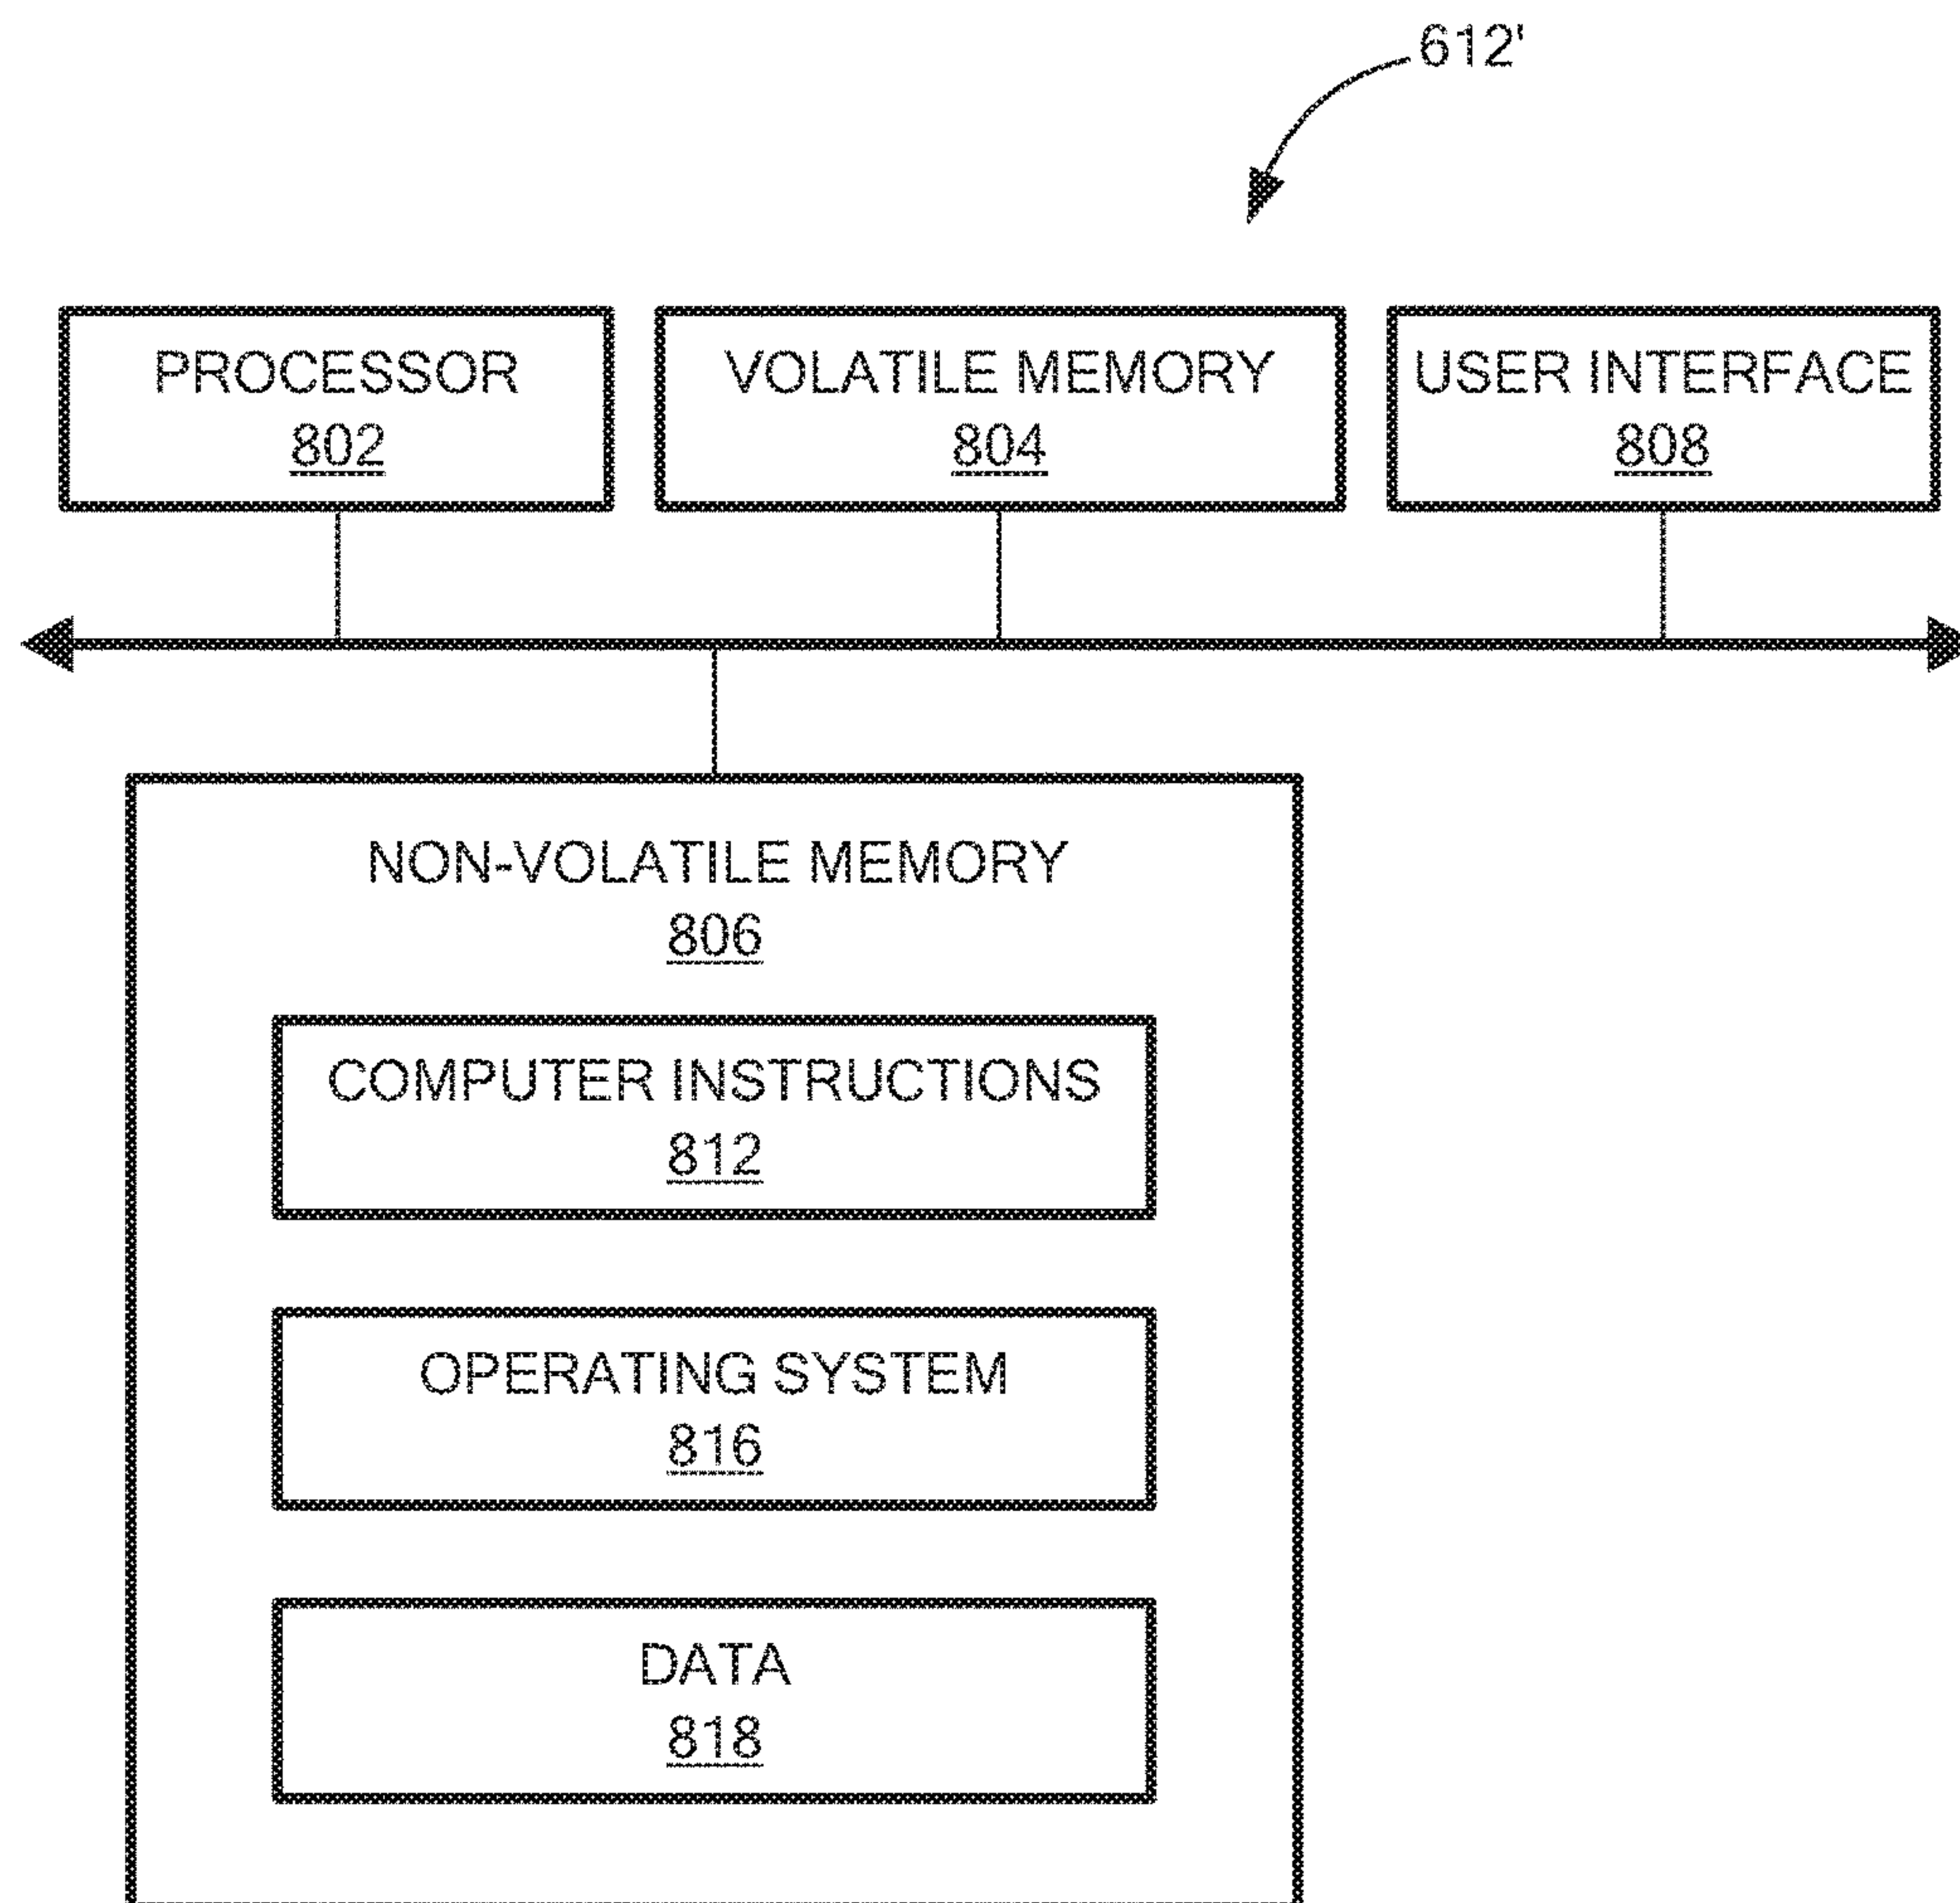 612'
PROCESSOR
802
VOLATILE MEMORY
804
USER INTERFACE
808
NON-VOLATILE MEMORY
806
COMPUTER INSTRUCTIONS
812
OPERATING SYSTEM
816
DATA
818